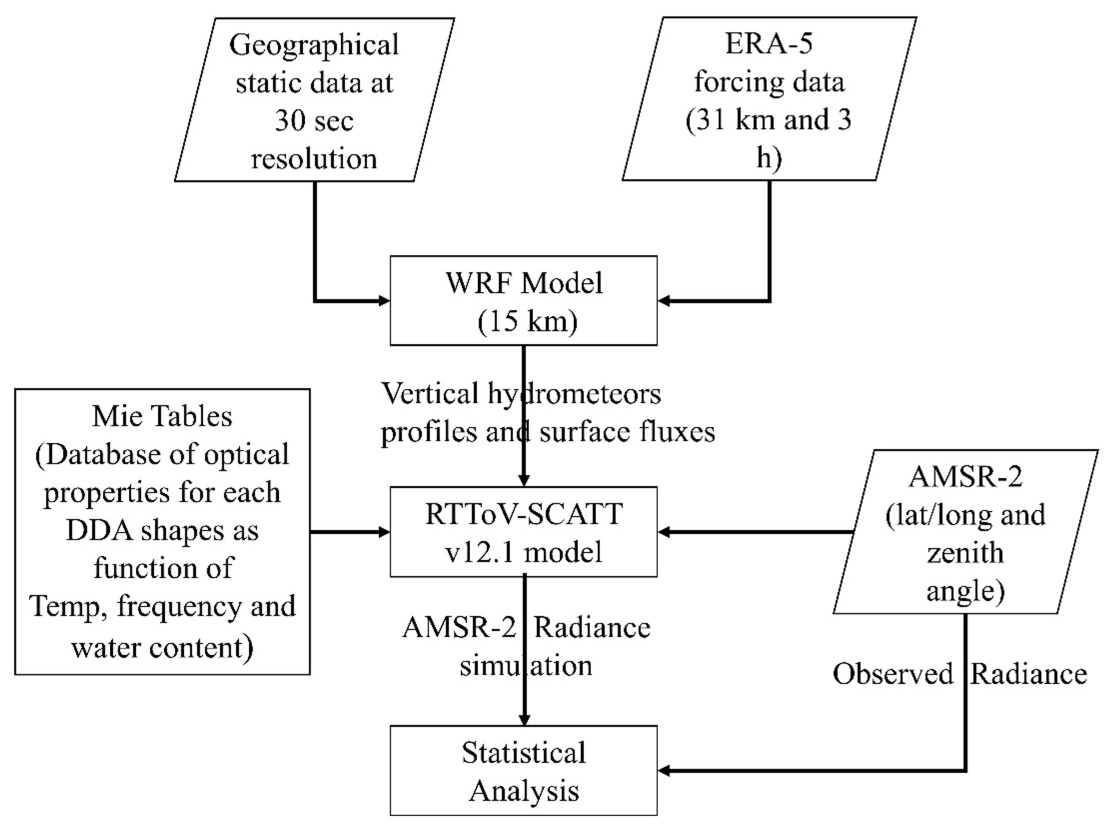 Geographical
static data at
30 sec
resolution
ERA-5
forcing data
(31 km and 3
h)
WRF Model
(15 km)
Vertical hydrometeors
profiles and surface fluxes
Mie Tables
(Database of optical
properties for each
DDA shapes as
function of
Temp, frequency and
water content)
RTToV-SCATT
v12.1 model
AMSR-2
(lat/long and
zenith
angle)
AMSR-2 Radiance
simulation
Observed Radiance
Statistical
Analysis